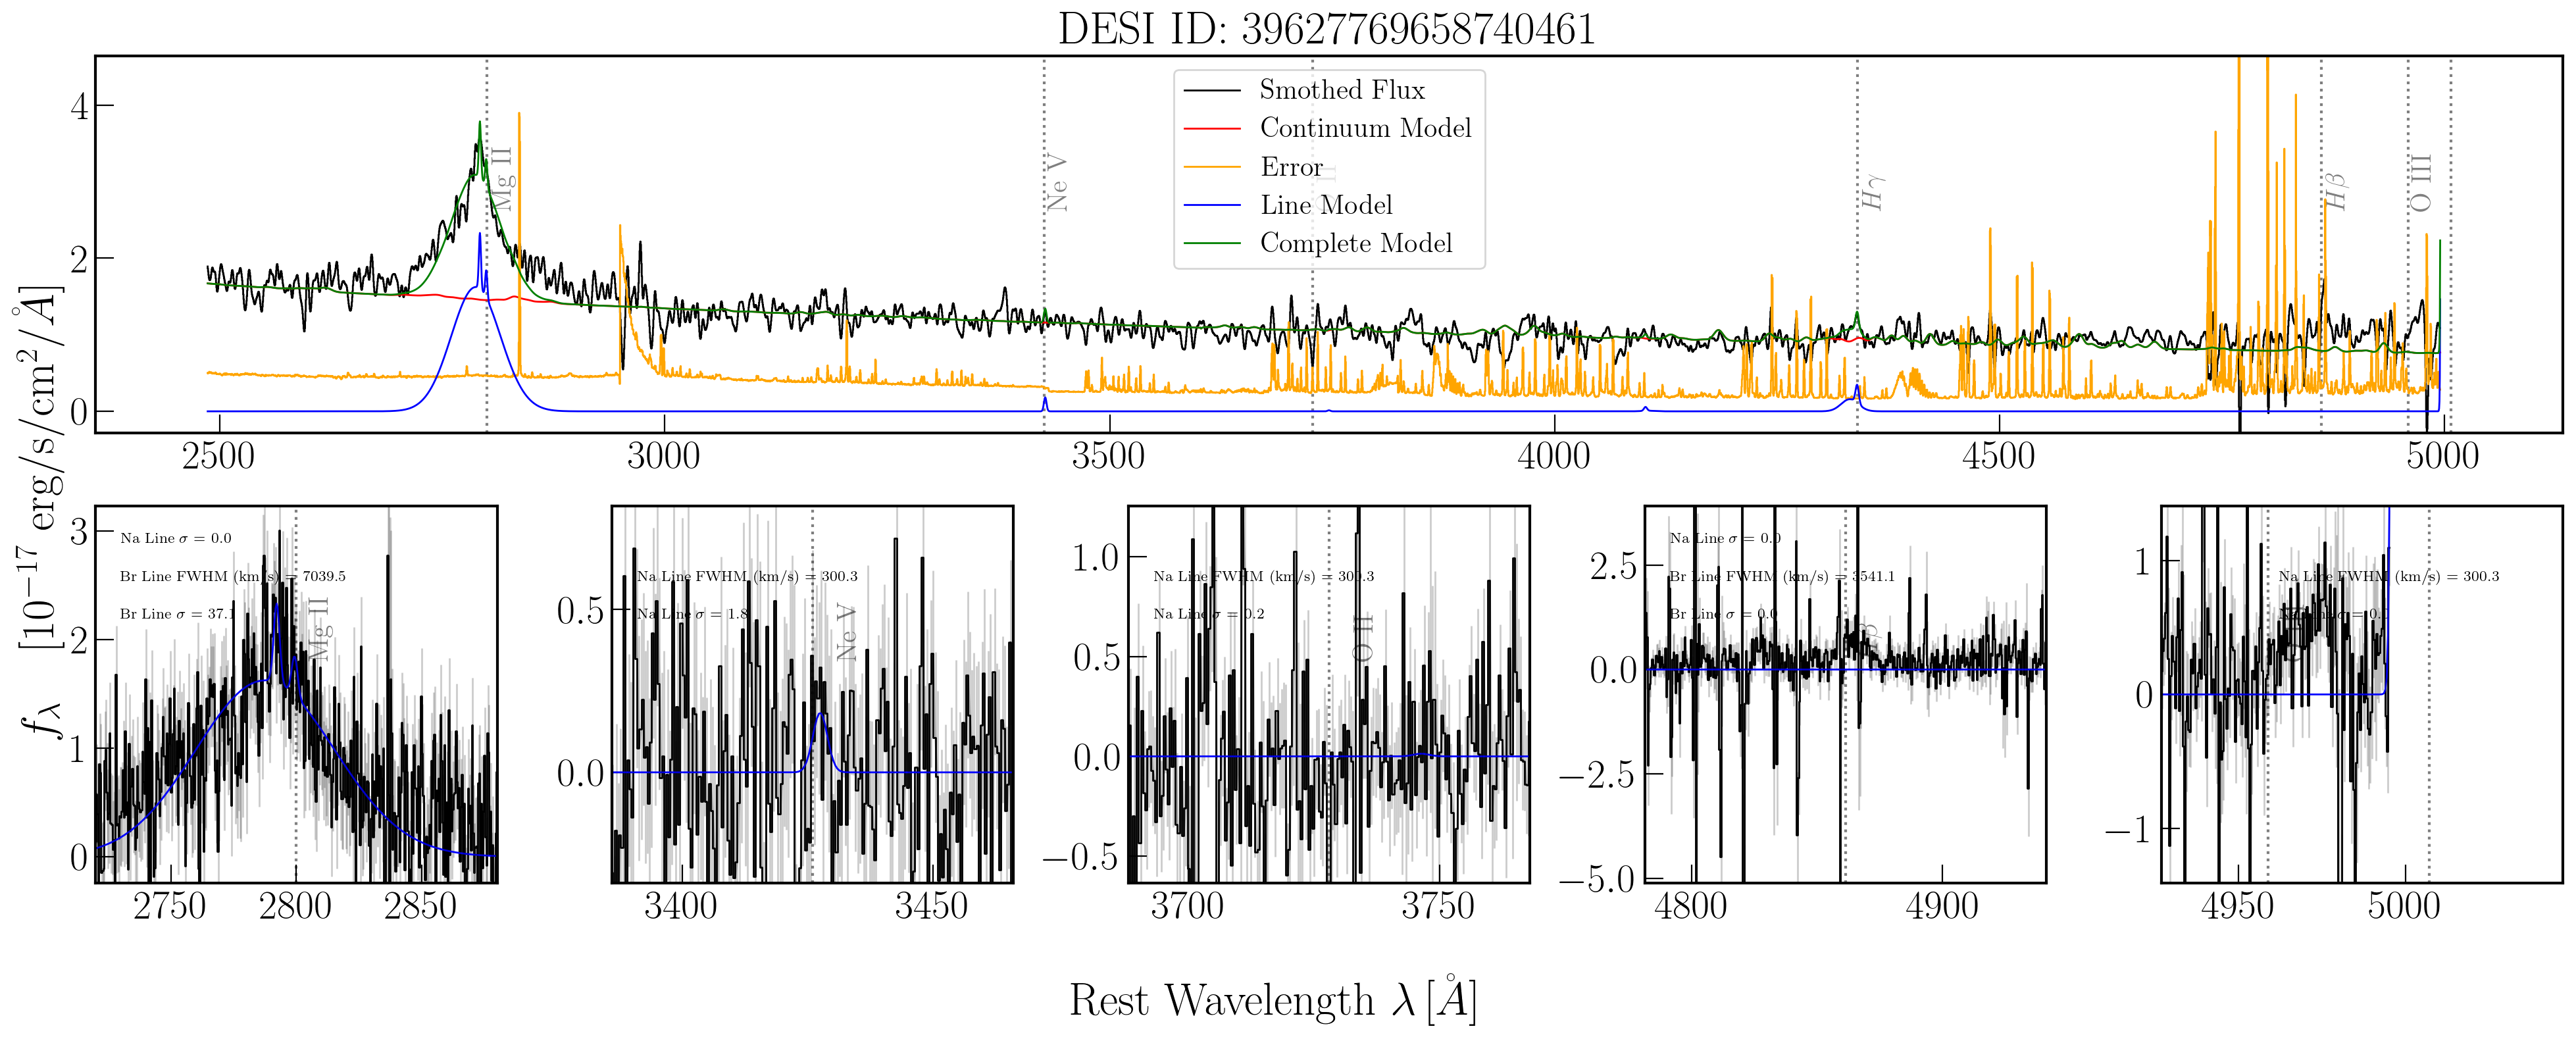 DESI ID: 39627769658740461
Smothed Flux
Continuum Model
Error
Line Model
Complete Model
Mg II
Ne V
Hγ
Hβ
O III
4
2
0
2500 3000 3500 4000 4500 5000
f_λ [10^{-17} erg/s/cm^2/Å]
Na Line σ = 0.0
Br Line FWHM (km/s) = 7039.5
Br Line σ = 37.1
Mg II
3
2
1
0
2750 2800 2850
Na Line FWHM (km/s) = 300.3
Na Line σ = 1.8
Ne V
0.5
0.0
3400 3450
Na Line FWHM (km/s) = 300.3
Na Line σ = 0.2
O II
1.0
0.5
0.0
−0.5
3700 3750
Na Line σ = 0.0
Br Line FWHM (km/s) = 3541.1
Br Line σ = 0.0
2.5
0.0
−2.5
−5.0
4800 4900
Na Line FWHM (km/s) = 300.3
1
0
−1
4950 5000
Rest Wavelength λ [Å]